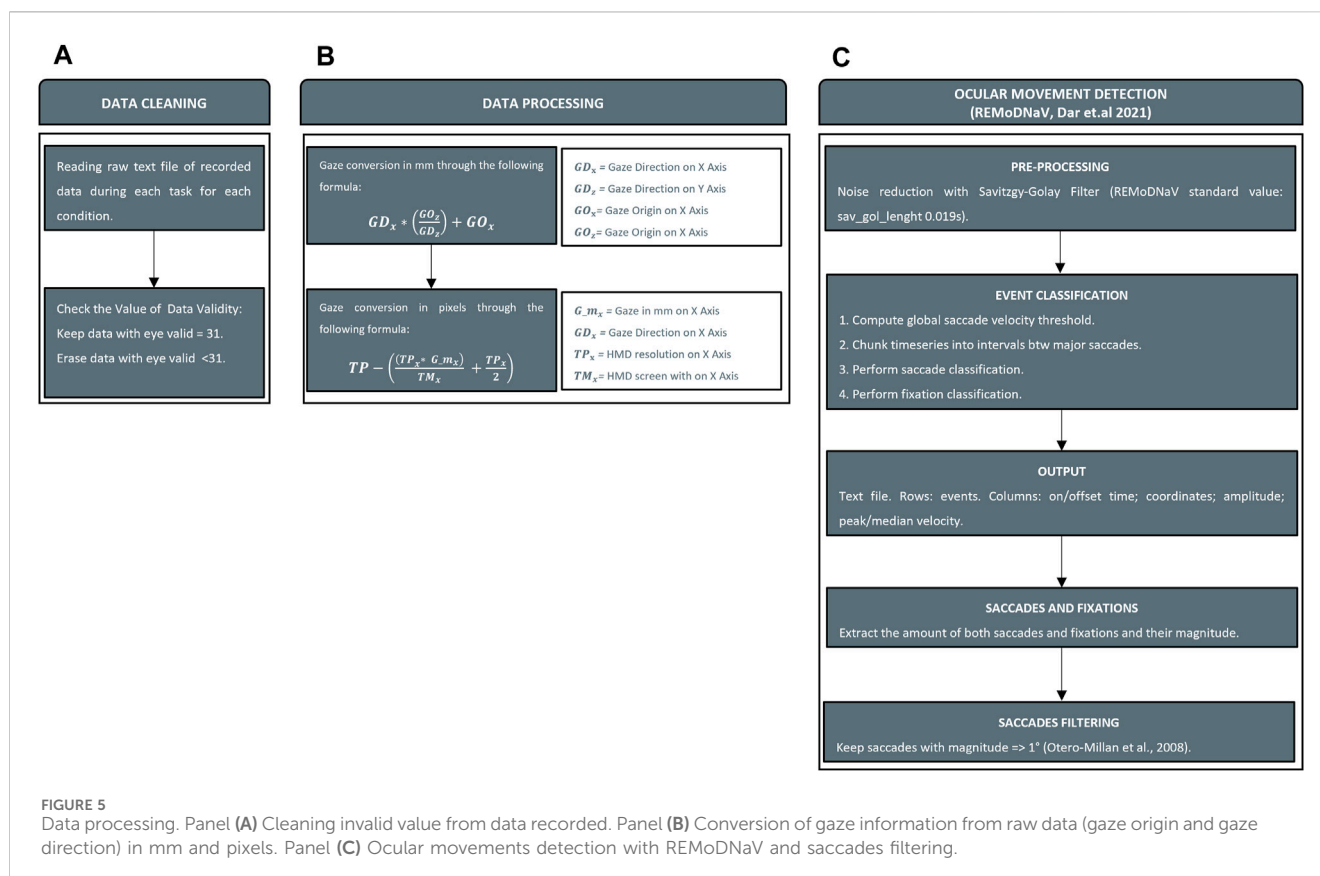 A
DATA CLEANING
Reading raw text file of recorded
data during each task for each
condition.
Check the Value of Data Validity:
Keep data with eye valid = 31.
Erase data with eye valid <31.
B
DATA PROCESSING
Gaze conversion in mm through the following
formula:
GD_x * (GO_z / GD_z) + GO_x
GD_x = Gaze Direction on X Axis
GD_z = Gaze Direction on Y Axis
GO_x= Gaze Origin on X Axis
GO_z= Gaze Origin on X Axis
Gaze conversion in pixels through the
following formula:
TP − ((TP_x* G_m_x) / TM_x + TP_x / 2)
G_m_x = Gaze in mm on X Axis
GD_x = Gaze Direction on X Axis
TP_x = HMD resolution on X Axis
TM_x= HMD screen with on X Axis
C
OCULAR MOVEMENT DETECTION
(REMoDNaV, Dar et.al 2021)
PRE-PROCESSING
Noise reduction with Savitzgy-Golay Filter (REMoDNaV standard value:
sav_gol_lenght 0.019s).
EVENT CLASSIFICATION
1. Compute global saccade velocity threshold.
2. Chunk timeseries into intervals btw major saccades.
3. Perform saccade classification.
4. Perform fixation classification.
OUTPUT
Text file. Rows: events. Columns: on/offset time; coordinates; amplitude;
peak/median velocity.
SACCADES AND FIXATIONS
Extract the amount of both saccades and fixations and their magnitude.
SACCADES FILTERING
Keep saccades with magnitude => 1° (Otero-Millan et al., 2008).
FIGURE 5
Data processing. Panel (A) Cleaning invalid value from data recorded. Panel (B) Conversion of gaze information from raw data (gaze origin and gaze
direction) in mm and pixels. Panel (C) Ocular movements detection with REMoDNaV and saccades filtering.